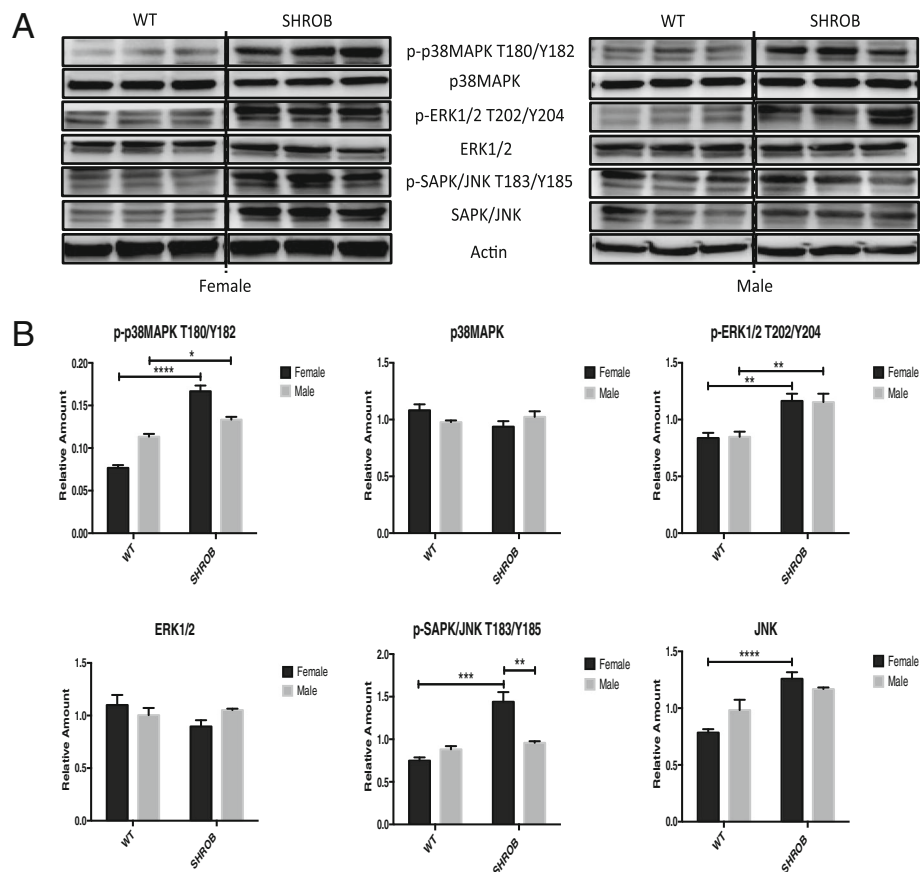 A
WT SHROB WT SHROB
p-p38MAPK T180/Y182
p38MAPK
p-ERK1/2 T202/Y204
ERK1/2
p-SAPK/JNK T183/Y185
SAPK/JNK
Actin
Female Male
B
p-p38MAPK T180/Y182
Relative Amount
0.20
0.15
0.10
0.05
0.00
****
*
Female
Male
WT
SHROB
p38MAPK
Relative Amount
1.5
1.0
0.5
0.0
Female
Male
WT
SHROB
p-ERK1/2 T202/Y204
Relative Amount
1.5
1.0
0.5
0.0
**
**
Female
Male
WT
SHROB
ERK1/2
Relative Amount
1.5
1.0
0.5
0.0
Female
Male
WT
SHROB
p-SAPK/JNK T183/Y185
Relative Amount
2.0
1.5
1.0
0.5
0.0
***
**
Female
Male
WT
SHROB
JNK
Relative Amount
1.5
1.0
0.5
0.0
****
Female
Male
WT
SHROB